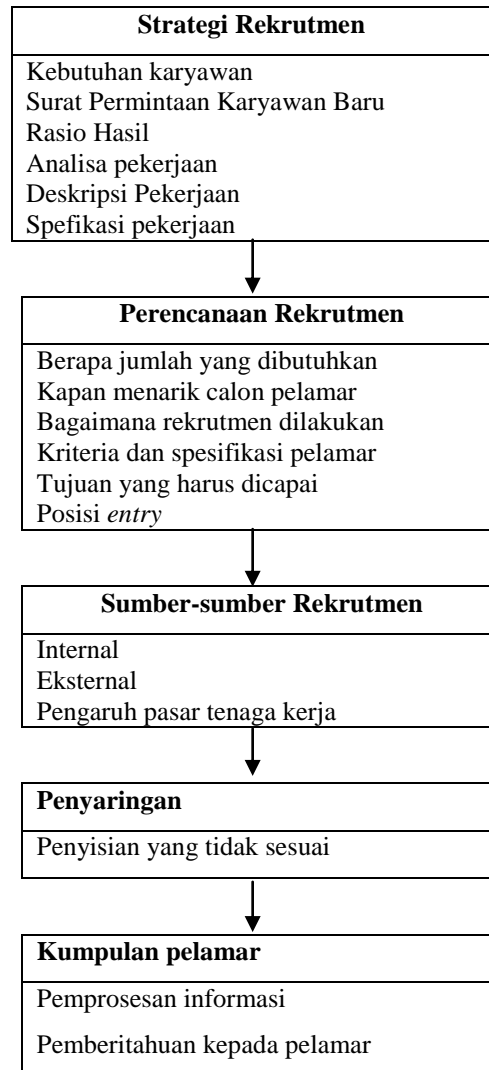 Strategi Rekrutmen
Kebutuhan karyawan
Surat Permintaan Karyawan Baru
Rasio Hasil
Analisa pekerjaan
Deskripsi Pekerjaan
Spefikasi pekerjaan
Perencanaan Rekrutmen
Berapa jumlah yang dibutuhkan
Kapan menarik calon pelamar
Bagaimana rekrutmen dilakukan
Kriteria dan spesifikasi pelamar
Tujuan yang harus dicapai
Posisi entry
Sumber-sumber Rekrutmen
Internal
Eksternal
Pengaruh pasar tenaga kerja
Penyaringan
Penyisian yang tidak sesuai
Kumpulan pelamar
Pemprosesan informasi
Pemberitahuan kepada pelamar